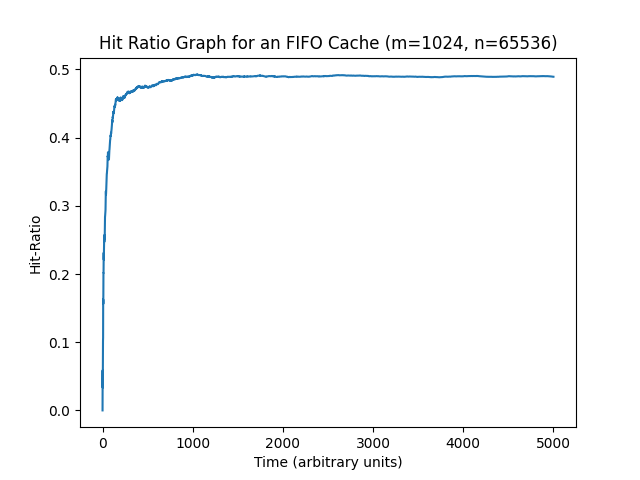 Hit Ratio Graph for an FIFO Cache (m=1024, n=65536)
0.5
0.4
0.3
0.2
0.1
0.0
Hit-Ratio
0 1000 2000 3000 4000 5000
Time (arbitrary units)